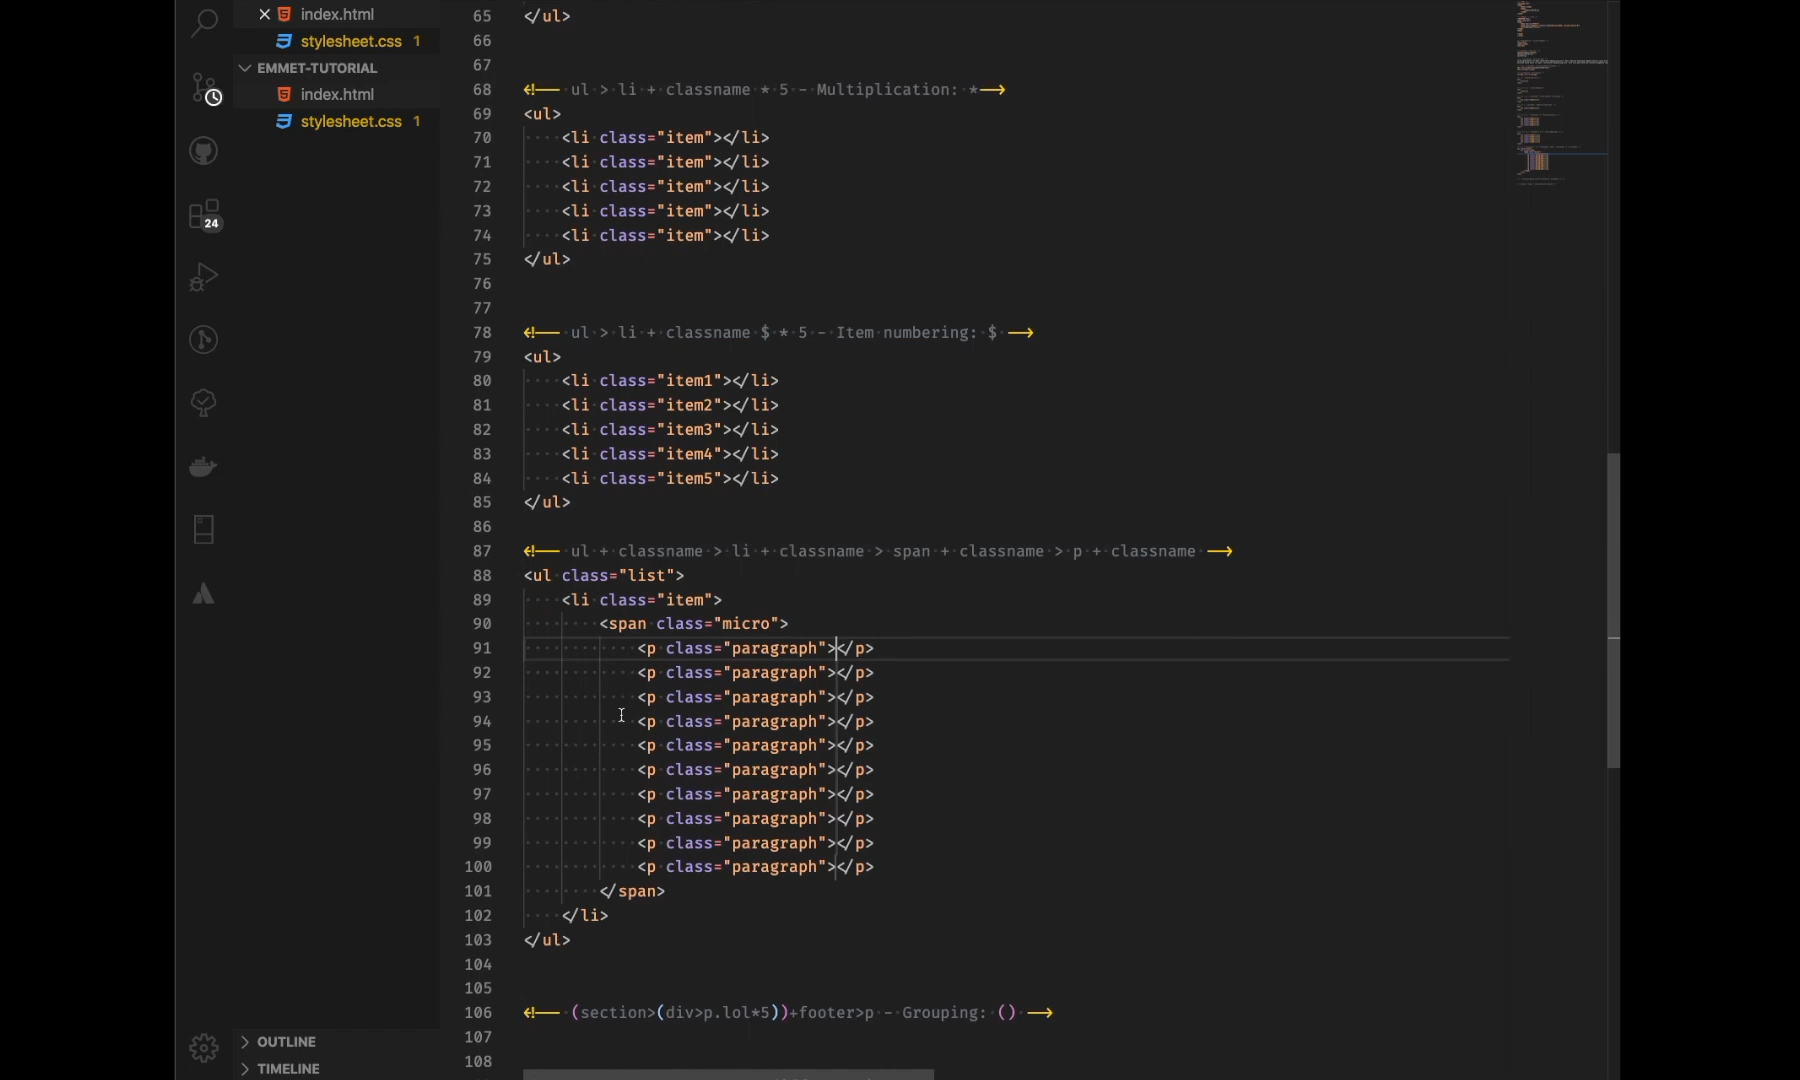 index.html
stylesheet.css 1
EMMET-TUTORIAL
index.html
stylesheet.css 1
24
OUTLINE
TIMELINE
65 </ul>
66
67
68 <!-- ul > li + classname * 5 - Multiplication: *-->
69 <ul>
70 <li class="item"></li>
71 <li class="item"></li>
72 <li class="item"></li>
73 <li class="item"></li>
74 <li class="item"></li>
75 </ul>
76
77
78 <!-- ul > li + classname $ * 5 - Item numbering: $ -->
79 <ul>
80 <li class="item1"></li>
81 <li class="item2"></li>
82 <li class="item3"></li>
83 <li class="item4"></li>
84 <li class="item5"></li>
85 </ul>
86
87 <!-- ul + classname > li + classname > span + classname > p + classname -->
88 <ul class="list">
89 <li class="item">
90 <span class="micro">
91 <p class="paragraph"></p>
92 <p class="paragraph"></p>
93 <p class="paragraph"></p>
94 <p class="paragraph"></p>
95 <p class="paragraph"></p>
96 <p class="paragraph"></p>
97 <p class="paragraph"></p>
98 <p class="paragraph"></p>
99 <p class="paragraph"></p>
100 <p class="paragraph"></p>
101 </span>
102 </li>
103 </ul>
104
105
106 <!-- (section>(div>p.lol*5))+footer>p - Grouping: () -->
107
108